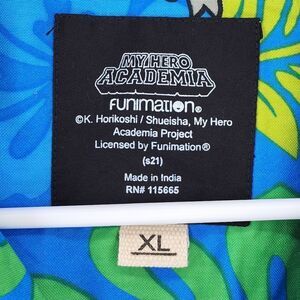 MY HERO
ACADEMIA
FUNIMATION®
©K. Horikoshi / Shueisha, My Hero
Academia Project
Licensed by Funimation®
(s21)
Made in India
RN# 115665
XL